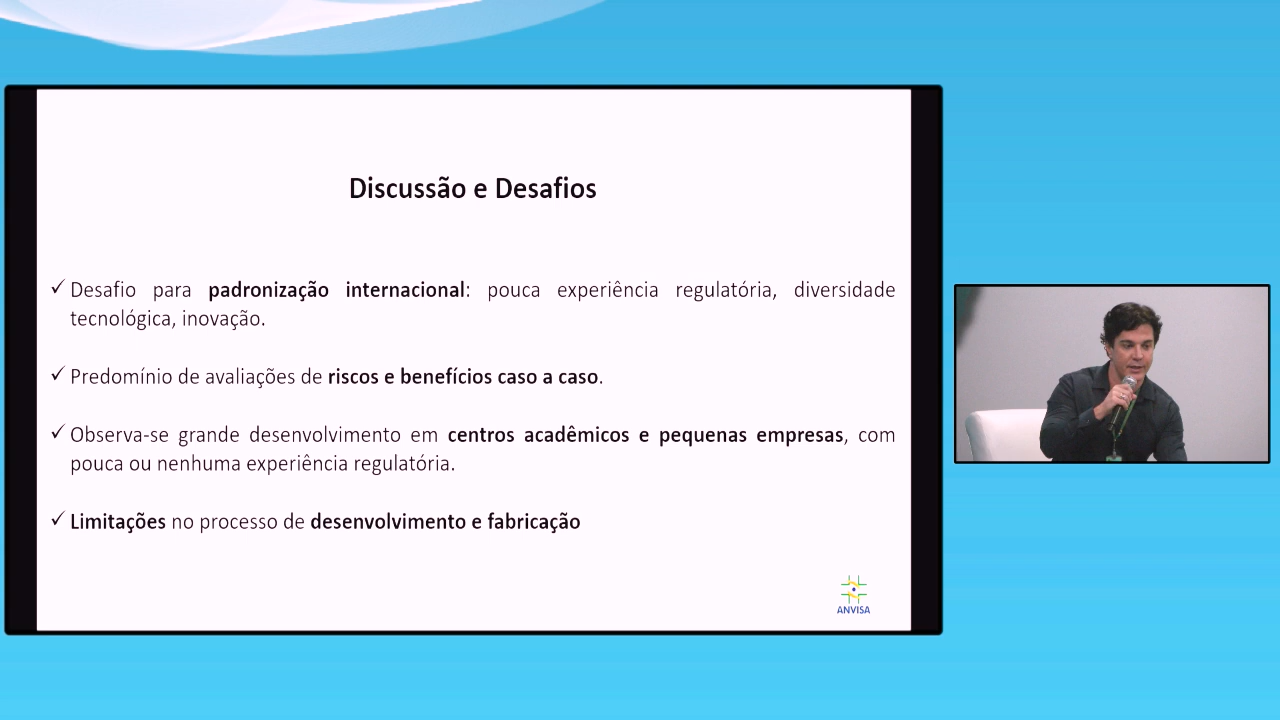 Discussão e Desafios
✓ Desafio para padronização internacional: pouca experiência regulatória, diversidade
tecnológica, inovação.
✓ Predomínio de avaliações de riscos e benefícios caso a caso.
✓ Observa-se grande desenvolvimento em centros acadêmicos e pequenas empresas, com
pouca ou nenhuma experiência regulatória.
✓ Limitações no processo de desenvolvimento e fabricação
ANVISA